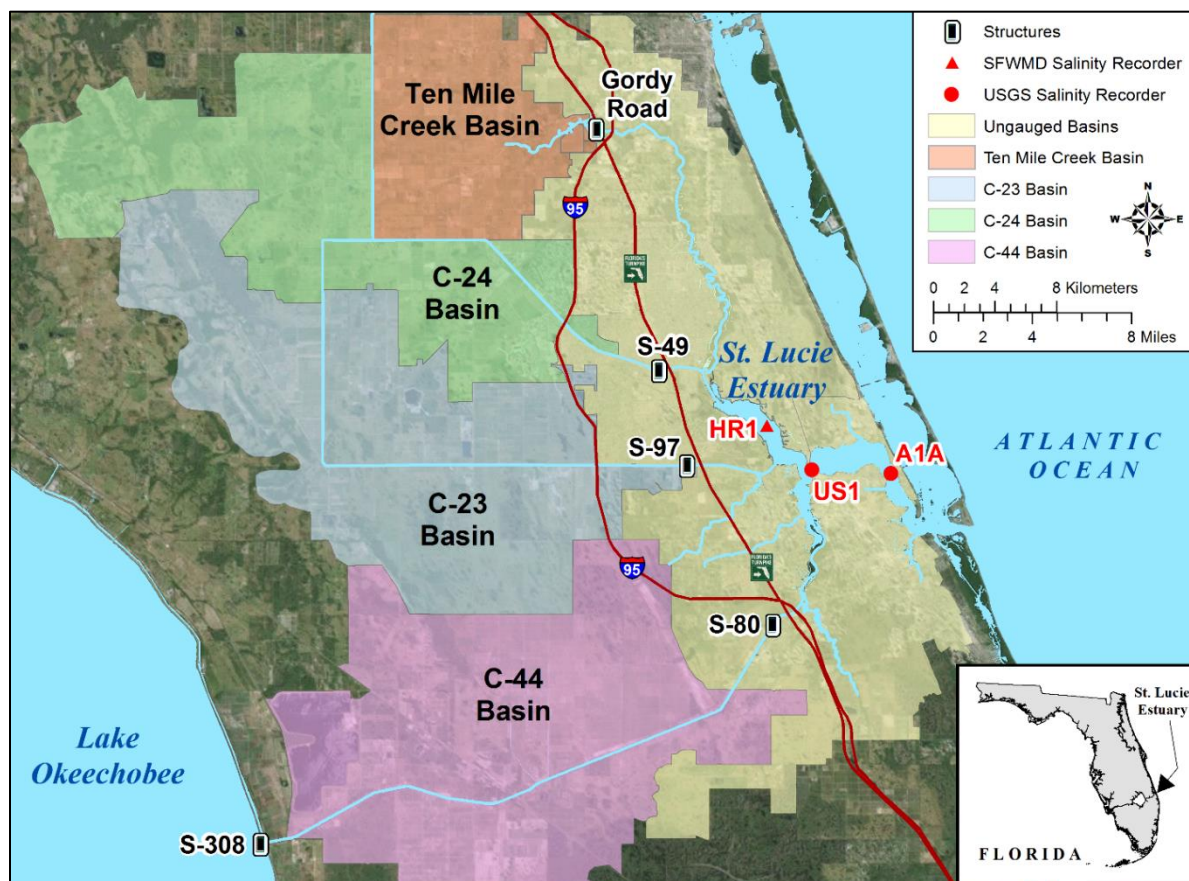 Structures
SFWMD Salinity Recorder
USGS Salinity Recorder
Ungauged Basins
Ten Mile Creek Basin
C-23 Basin
C-24 Basin
C-44 Basin
N
W
E
S
0
8 Kilometers
0
2
4
8 Miles
Ten Mile
Creek Basin
Gordy
Road
95
C-24
Basin
S-49
St. Lucie
Estuary
HR1
A1A
US1
ATLANTIC
OCEAN
S-97
C-23
Basin
95
S-80
C-44
Basin
Lake
Okeechobee
S-308
St. Lucie
Estuary
FLORIDA